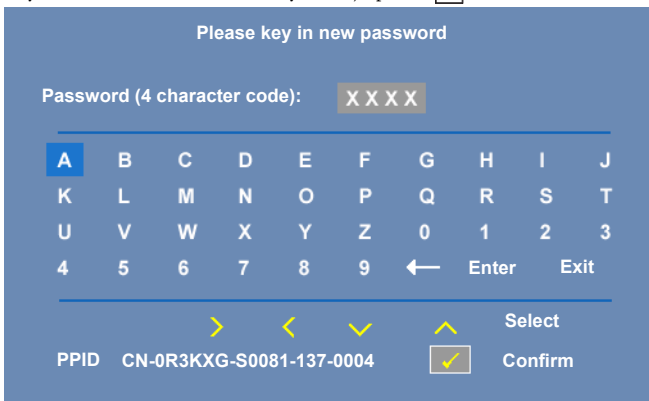 Please key in new password
Password (4 character code): X X X X
A B C D E F G H I J
K L M N O P Q R S T
U V W X Y Z 0 1 2 3
4 5 6 7 8 9 ← Enter Exit
Select
PPID CN-0R3KXG-S0081-137-0004 Confirm